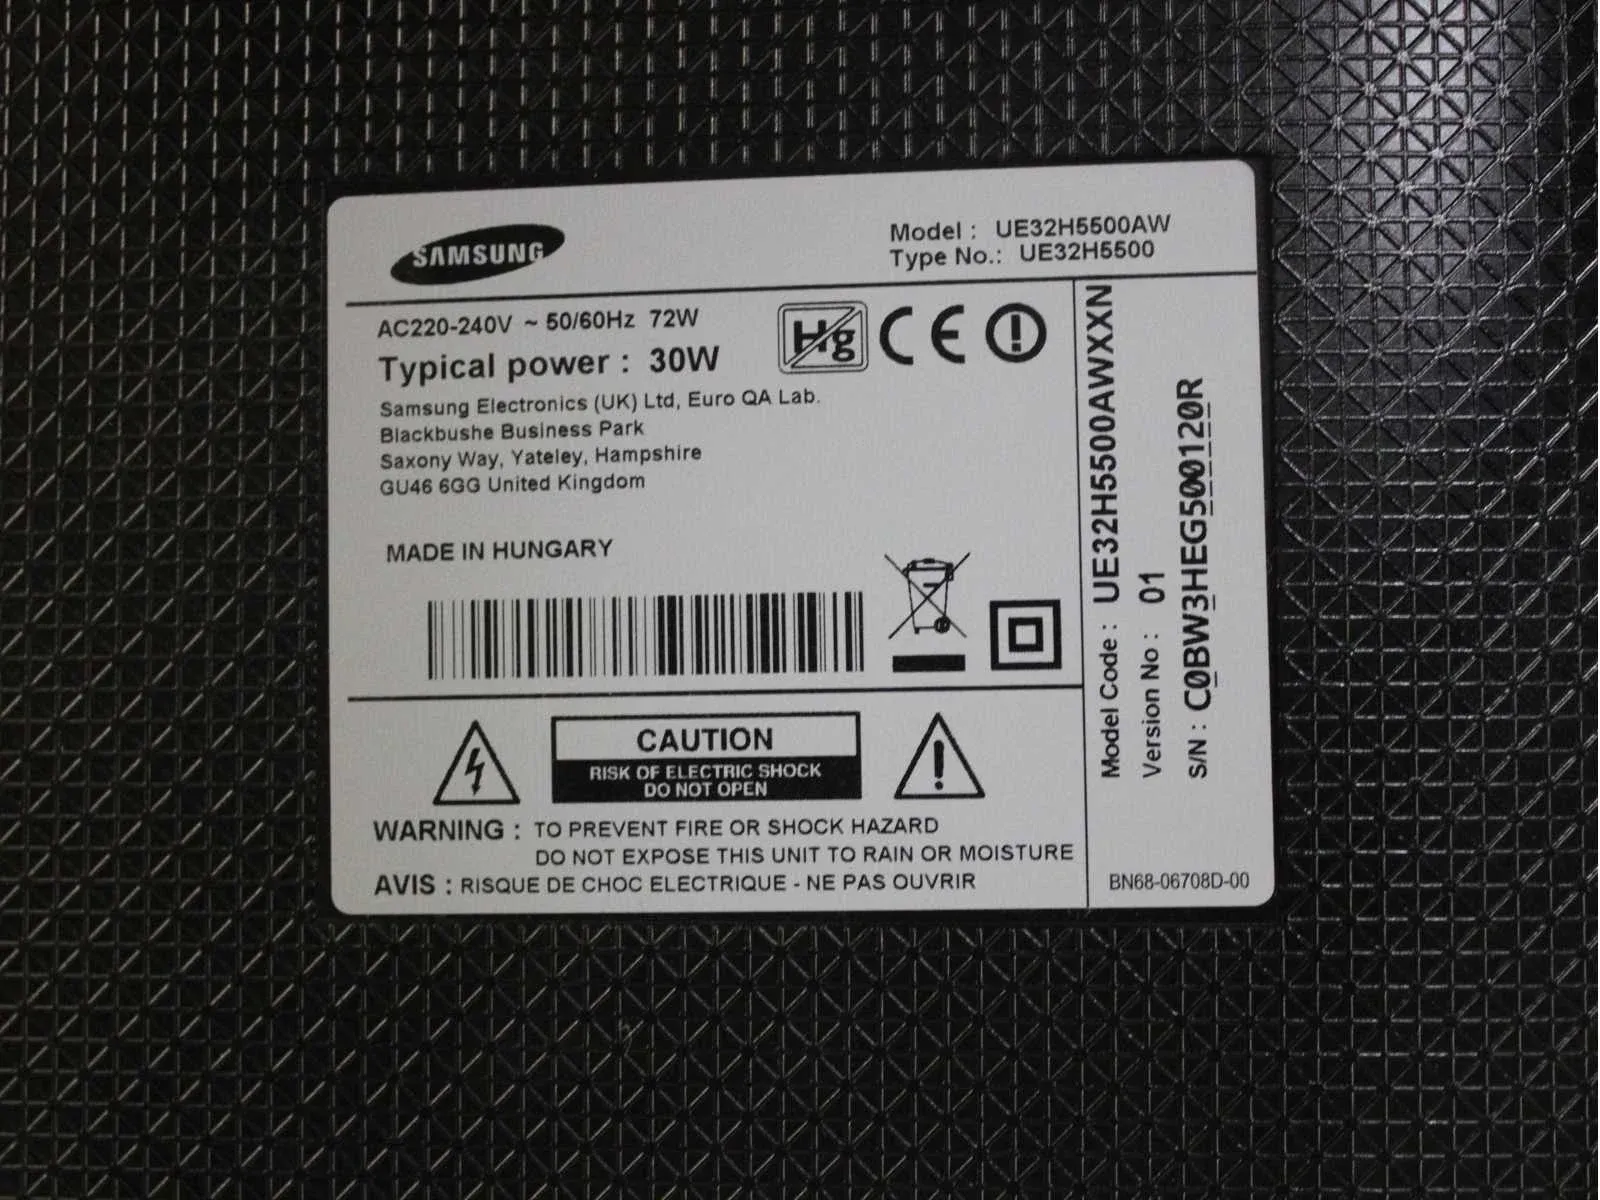 SAMSUNG
Model : UE32H5500AW
Type No.: UE32H5500
AC220-240V ~ 50/60Hz 72W
Typical power : 30W
Hg CE
Samsung Electronics (UK) Ltd, Euro QA Lab.
Blackbushe Business Park
Saxony Way, Yateley, Hampshire
GU46 6GG United Kingdom
MADE IN HUNGARY
CAUTION
RISK OF ELECTRIC SHOCK
DO NOT OPEN
WARNING : TO PREVENT FIRE OR SHOCK HAZARD
DO NOT EXPOSE THIS UNIT TO RAIN OR MOISTURE
AVIS : RISQUE DE CHOC ELECTRIQUE - NE PAS OUVRIR
Model Code : UE32H5500AWXXN
Version No : 01
S/N : C0BW3HEG500120R
BN68-06708D-00